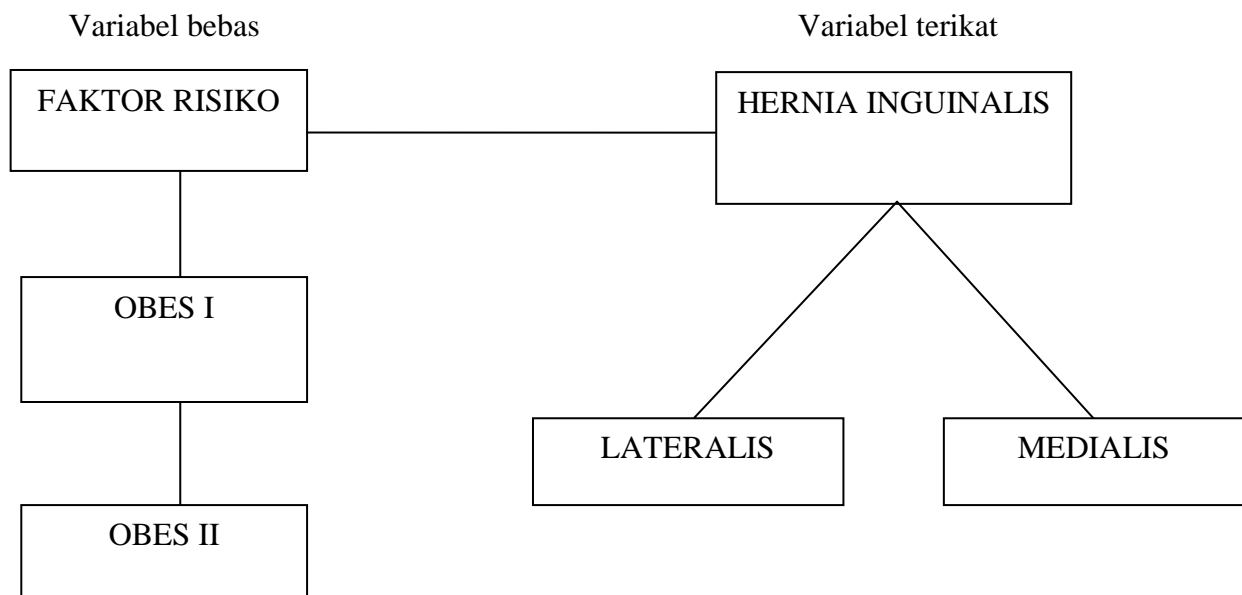 Variabel bebas
Variabel terikat
FAKTOR RISIKO
HERNIA INGUINALIS
OBES I
LATERALIS
MEDIALIS
OBES II